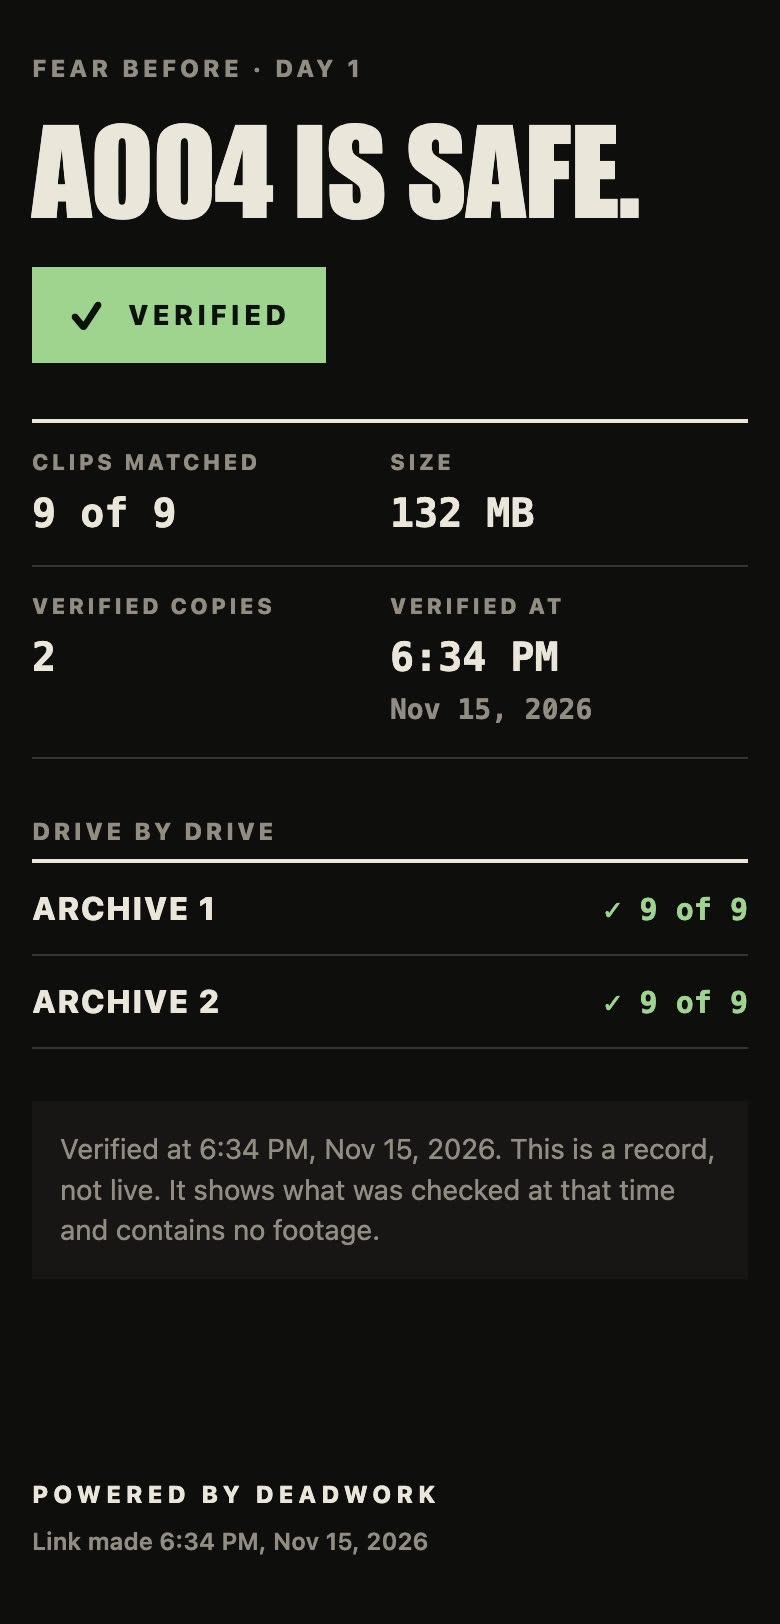 FEAR BEFORE · DAY 1
A004 IS SAFE.
✓ VERIFIED
CLIPS MATCHED
9 of 9
SIZE
132 MB
VERIFIED COPIES
2
VERIFIED AT
6:34 PM
Nov 15, 2026
DRIVE BY DRIVE
ARCHIVE 1 ✓ 9 of 9
ARCHIVE 2 ✓ 9 of 9
Verified at 6:34 PM, Nov 15, 2026. This is a record,
not live. It shows what was checked at that time
and contains no footage.
POWERED BY DEADWORK
Link made 6:34 PM, Nov 15, 2026